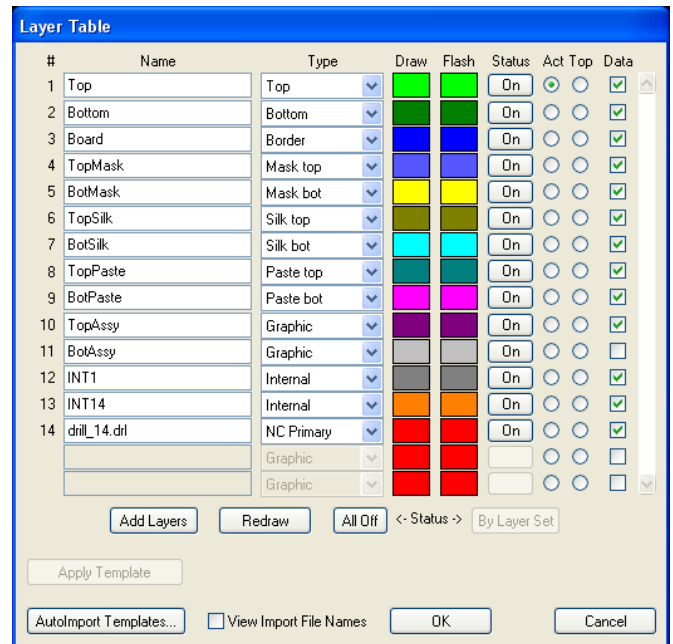 Layer Table
# Name Type Draw Flash Status Act Top Data
1 Top Top On
2 Bottom Bottom On
3 Board Border On
4 TopMask Mask top On
5 BotMask Mask bot On
6 TopSilk Silk top On
7 BotSilk Silk bot On
8 TopPaste Paste top On
9 BotPaste Paste bot On
10 TopAssy Graphic On
11 BotAssy Graphic On
12 INT1 Internal On
13 INT14 Internal On
14 drill_14.drl NC Primary On
Graphic
Graphic
Add Layers Redraw All Off <- Status -> By Layer Set
Apply Template
AutoImport Templates... View Import File Names OK Cancel